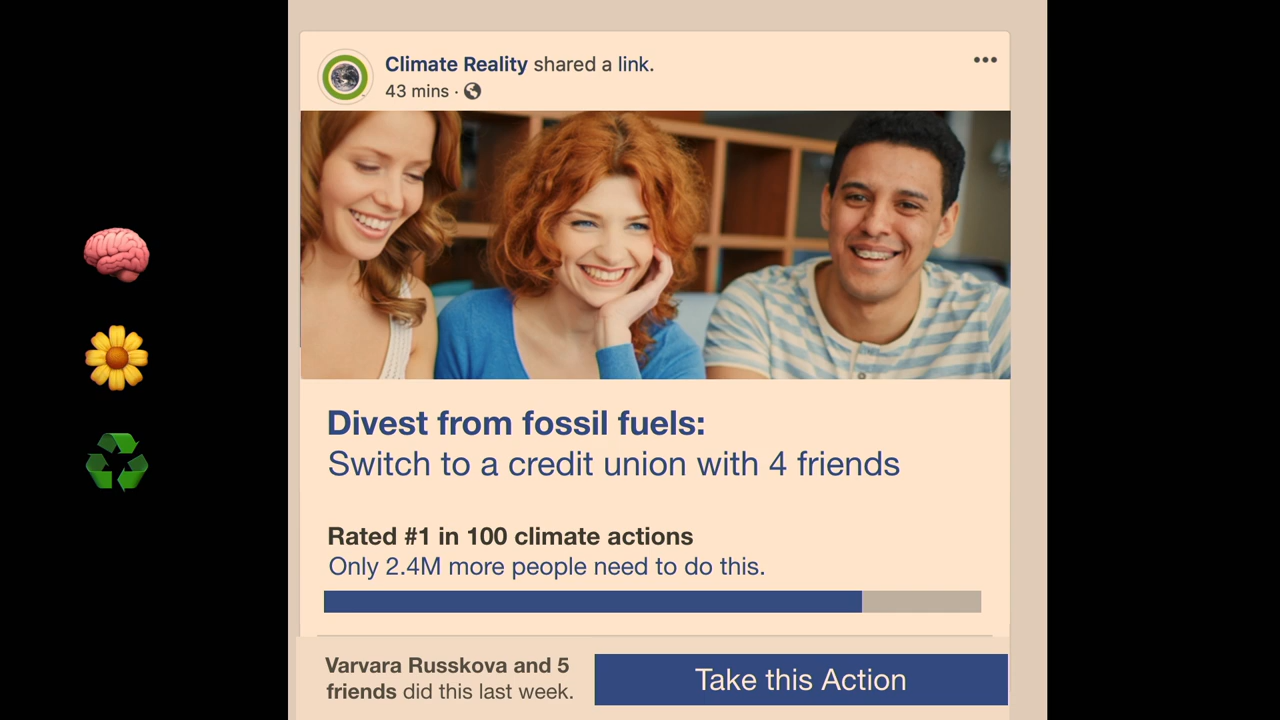 Climate Reality shared a link.
43 mins ·
Divest from fossil fuels:
Switch to a credit union with 4 friends
Rated #1 in 100 climate actions
Only 2.4M more people need to do this.
Varvara Russkova and 5
friends did this last week.
Take this Action